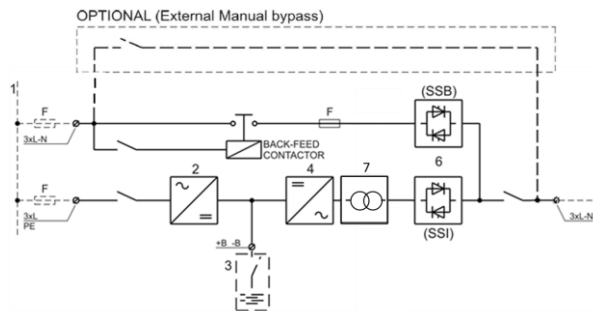 OPTIONAL (External Manual bypass)
1
F
3xL-N
F
(SSB)
BACK-FEED
CONTACTOR
2
4
7
6
F
3xL
PE
(SSI)
3xL-N
+B -B
3